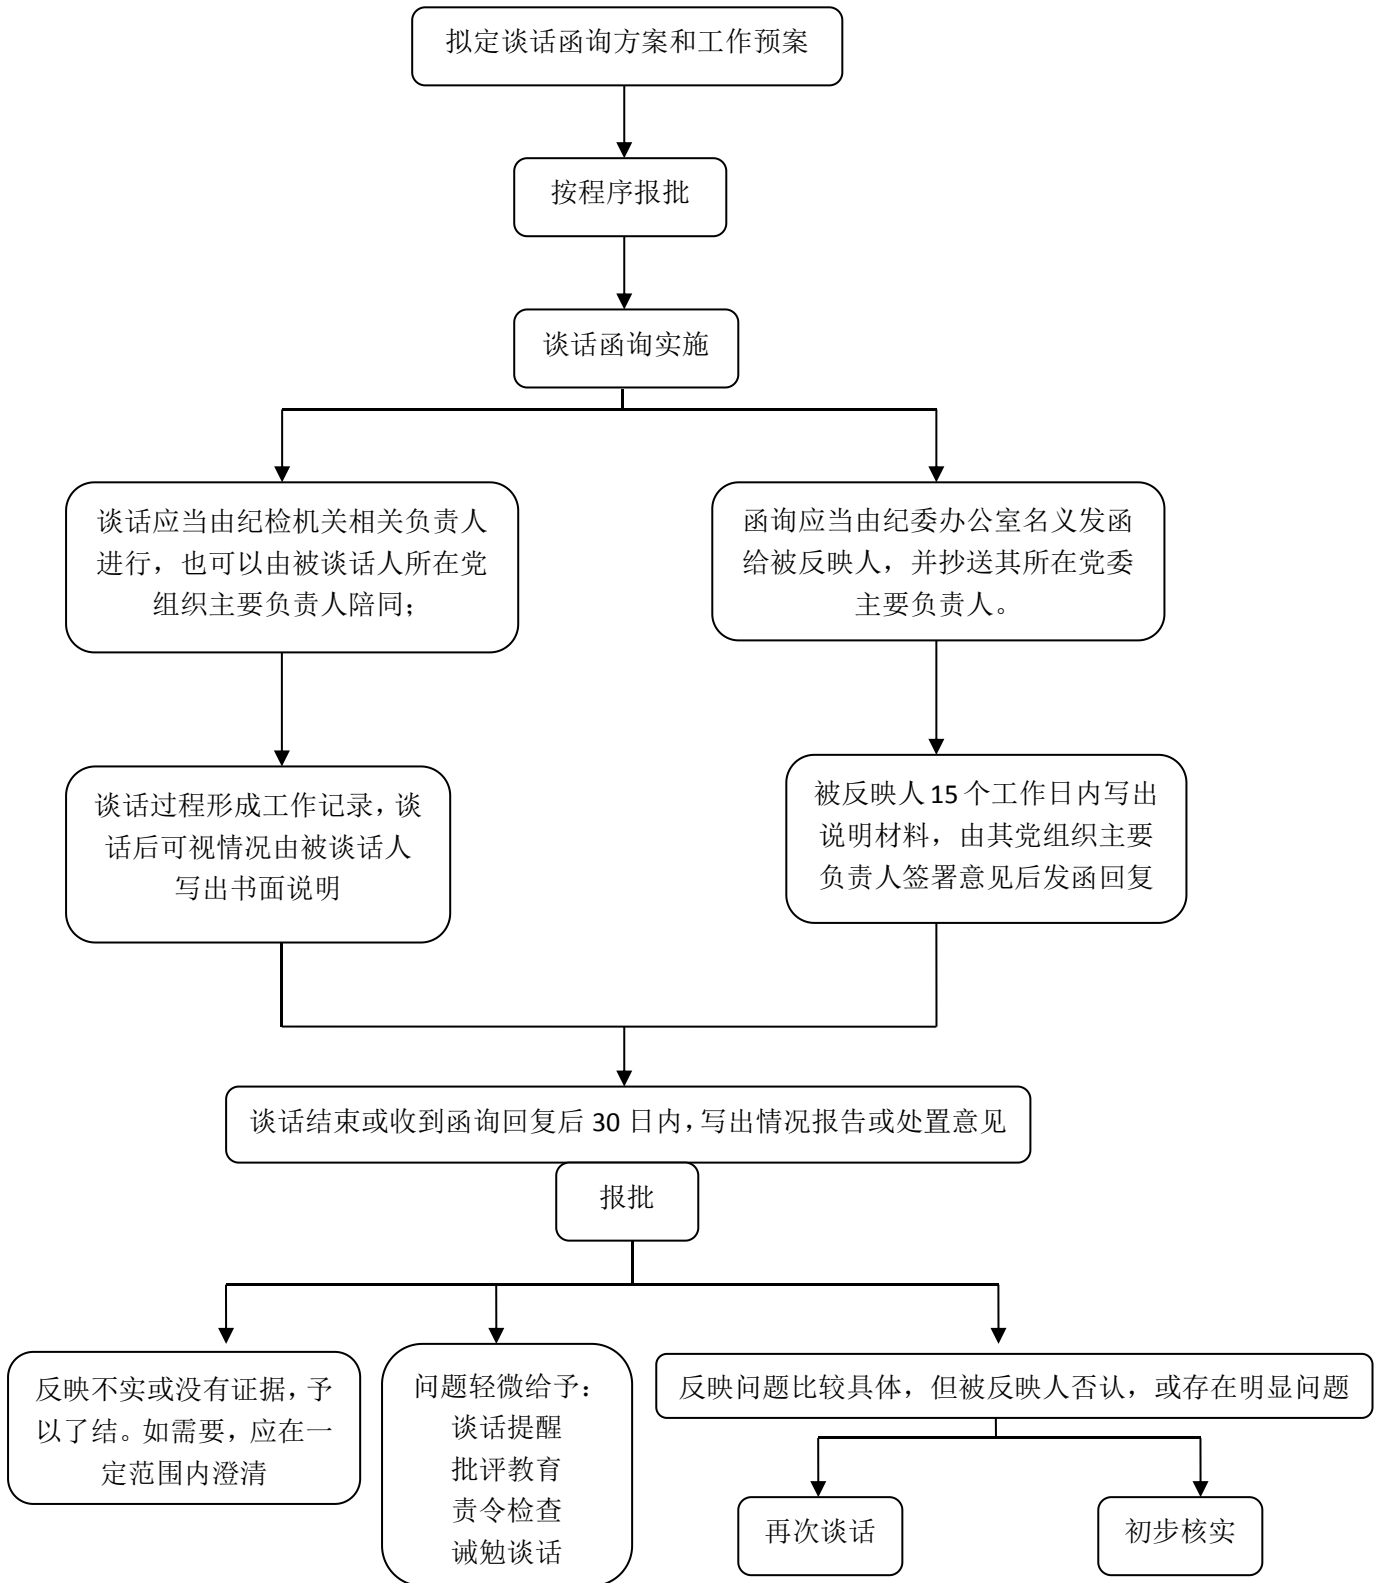 拟定谈话函询方案和工作预案
按程序报批
谈话函询实施
谈话应当由纪检机关相关负责人
进行，也可以由被谈话人所在党
组织主要负责人陪同；
函询应当由纪委办公室名义发函
给被反映人，并抄送其所在党委
主要负责人。
谈话过程形成工作记录，谈
话后可视情况由被谈话人
写出书面说明
被反映人 15 个工作日内写出
说明材料，由其党组织主要
负责人签署意见后发函回复
谈话结束或收到函询回复后 30 日内，写出情况报告或处置意见
报批
反映不实或没有证据，予
以了结。如需要，应在一
定范围内澄清
问题轻微给予：
谈话提醒
批评教育
责令检查
诫勉谈话
反映问题比较具体，但被反映人否认，或存在明显问题
再次谈话
初步核实